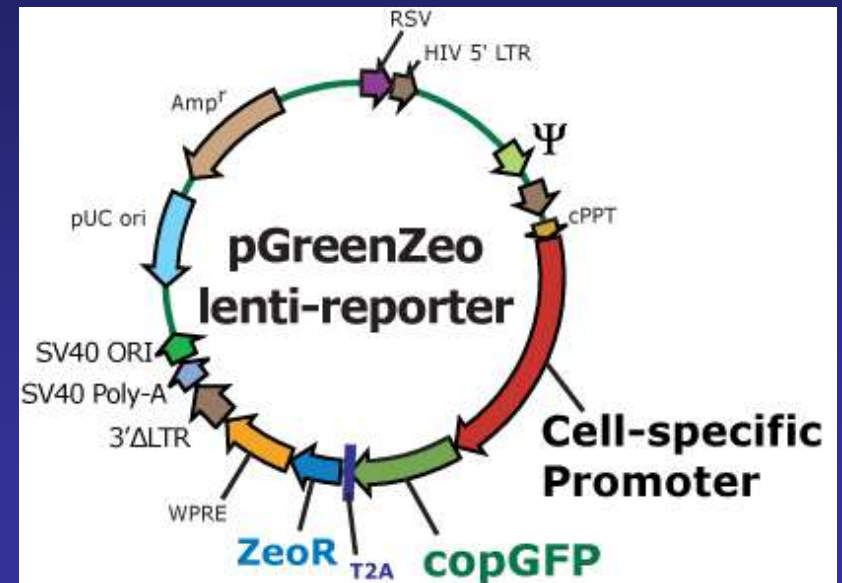 RSV
HIV 5' LTR
Ampʳ
Ψ
pUC ori
cPPT
pGreenZeo
lenti-reporter
SV40 ORI
SV40 Poly-A
3'ΔLTR
Cell-specific
Promoter
WPRE
ZeoR
T2A
copGFP